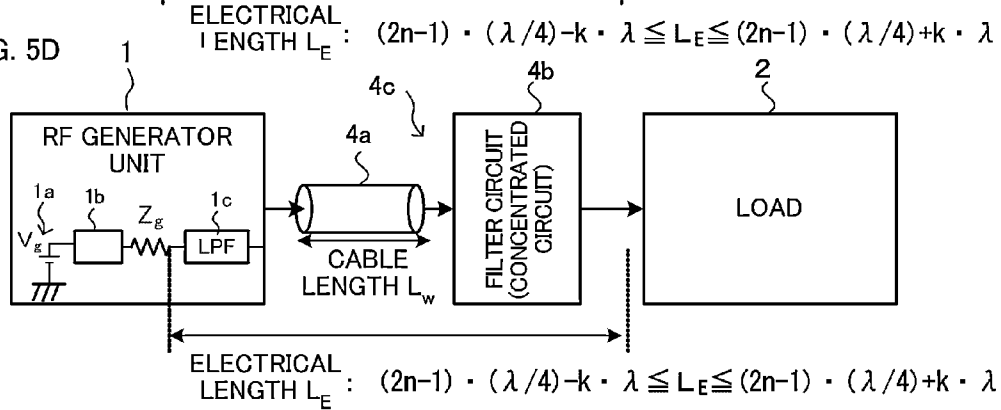 ELECTRICAL
LENGTH L_E : (2n-1) · (λ/4)-k · λ ≦ L_E ≦ (2n-1) · (λ/4)+k · λ
G. 5D
1
4c
4b
2
RF GENERATOR
UNIT
4a
1a
1b
Z_g
1c
V_g
LPF
CABLE
LENGTH L_w
FILTER CIRCUIT
(CONCENTRATED
CIRCUIT)
LOAD
ELECTRICAL
LENGTH L_E : (2n-1) · (λ/4)-k · λ ≦ L_E ≦ (2n-1) · (λ/4)+k · λ